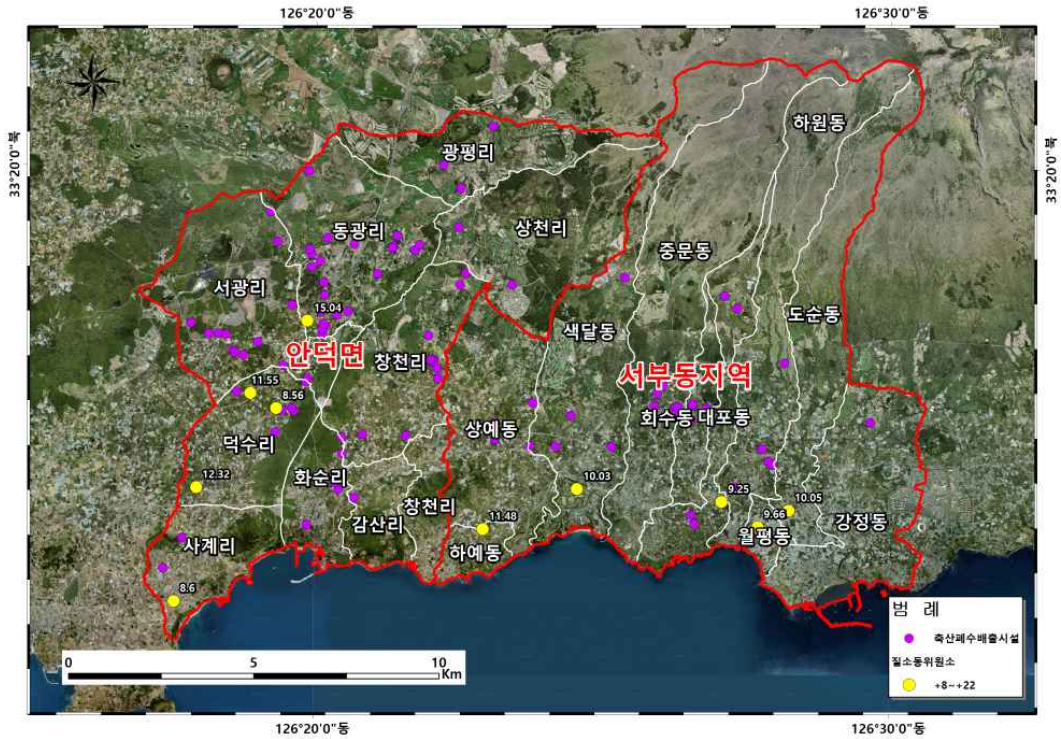 126°20'0"동
126°30'0"동
33°20'0"북
33°20'0"북
하원동
광평리
동광리
상천리
중문동
서광리
15.04
도순동
색달동
안덕면
창천리
서부동지역
11.55
8.56
회수동
대포동
덕수리
상예동
12.32
화순리
10.03
창천리
9.25
10.05
감산리
11.48
9.66
강정동
월평동
사계리
하예동
8.6
범 례
축산폐수배출시설
질소동위원소
+8~+22
0
5
10
Km
126°20'0"동
126°30'0"동